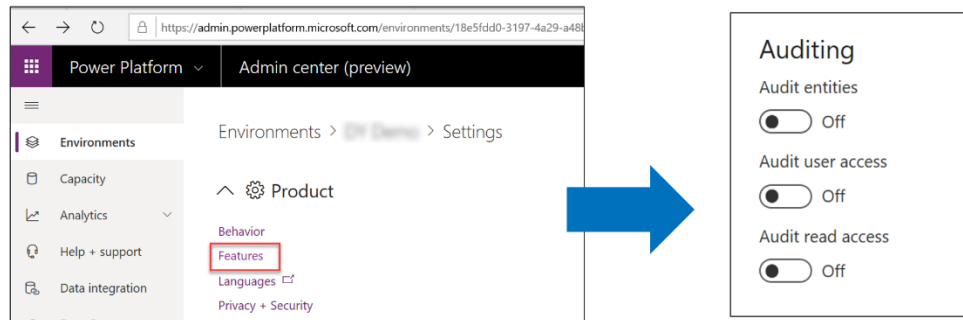 https://admin.powerplatform.microsoft.com/environments/18e5fdd0-3197-4a29-a48b
Power Platform
Admin center (preview)
Environments > > Settings
Environments
Capacity
Analytics
Help + support
Data integration
Product
Behavior
Features
Languages
Privacy + Security
Auditing
Audit entities
Off
Audit user access
Off
Audit read access
Off